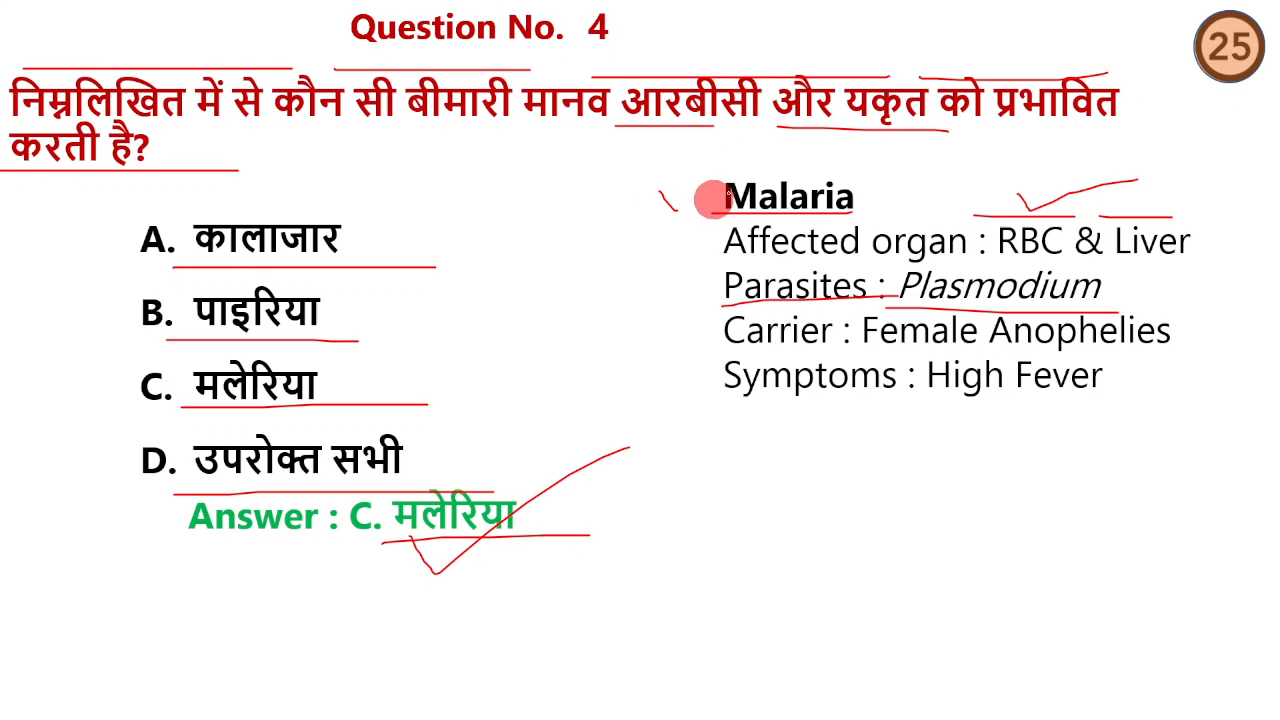 Question No. 4
25
निम्नलिखित में से कौन सी बीमारी मानव आरबीसी और यकृत को प्रभावित
करती है?
A. कालाजार
B. पाइरिया
C. मलेरिया
D. उपरोक्त सभी
Answer : C. मलेरिया
Malaria
Affected organ : RBC & Liver
Parasites : Plasmodium
Carrier : Female Anophelies
Symptoms : High Fever